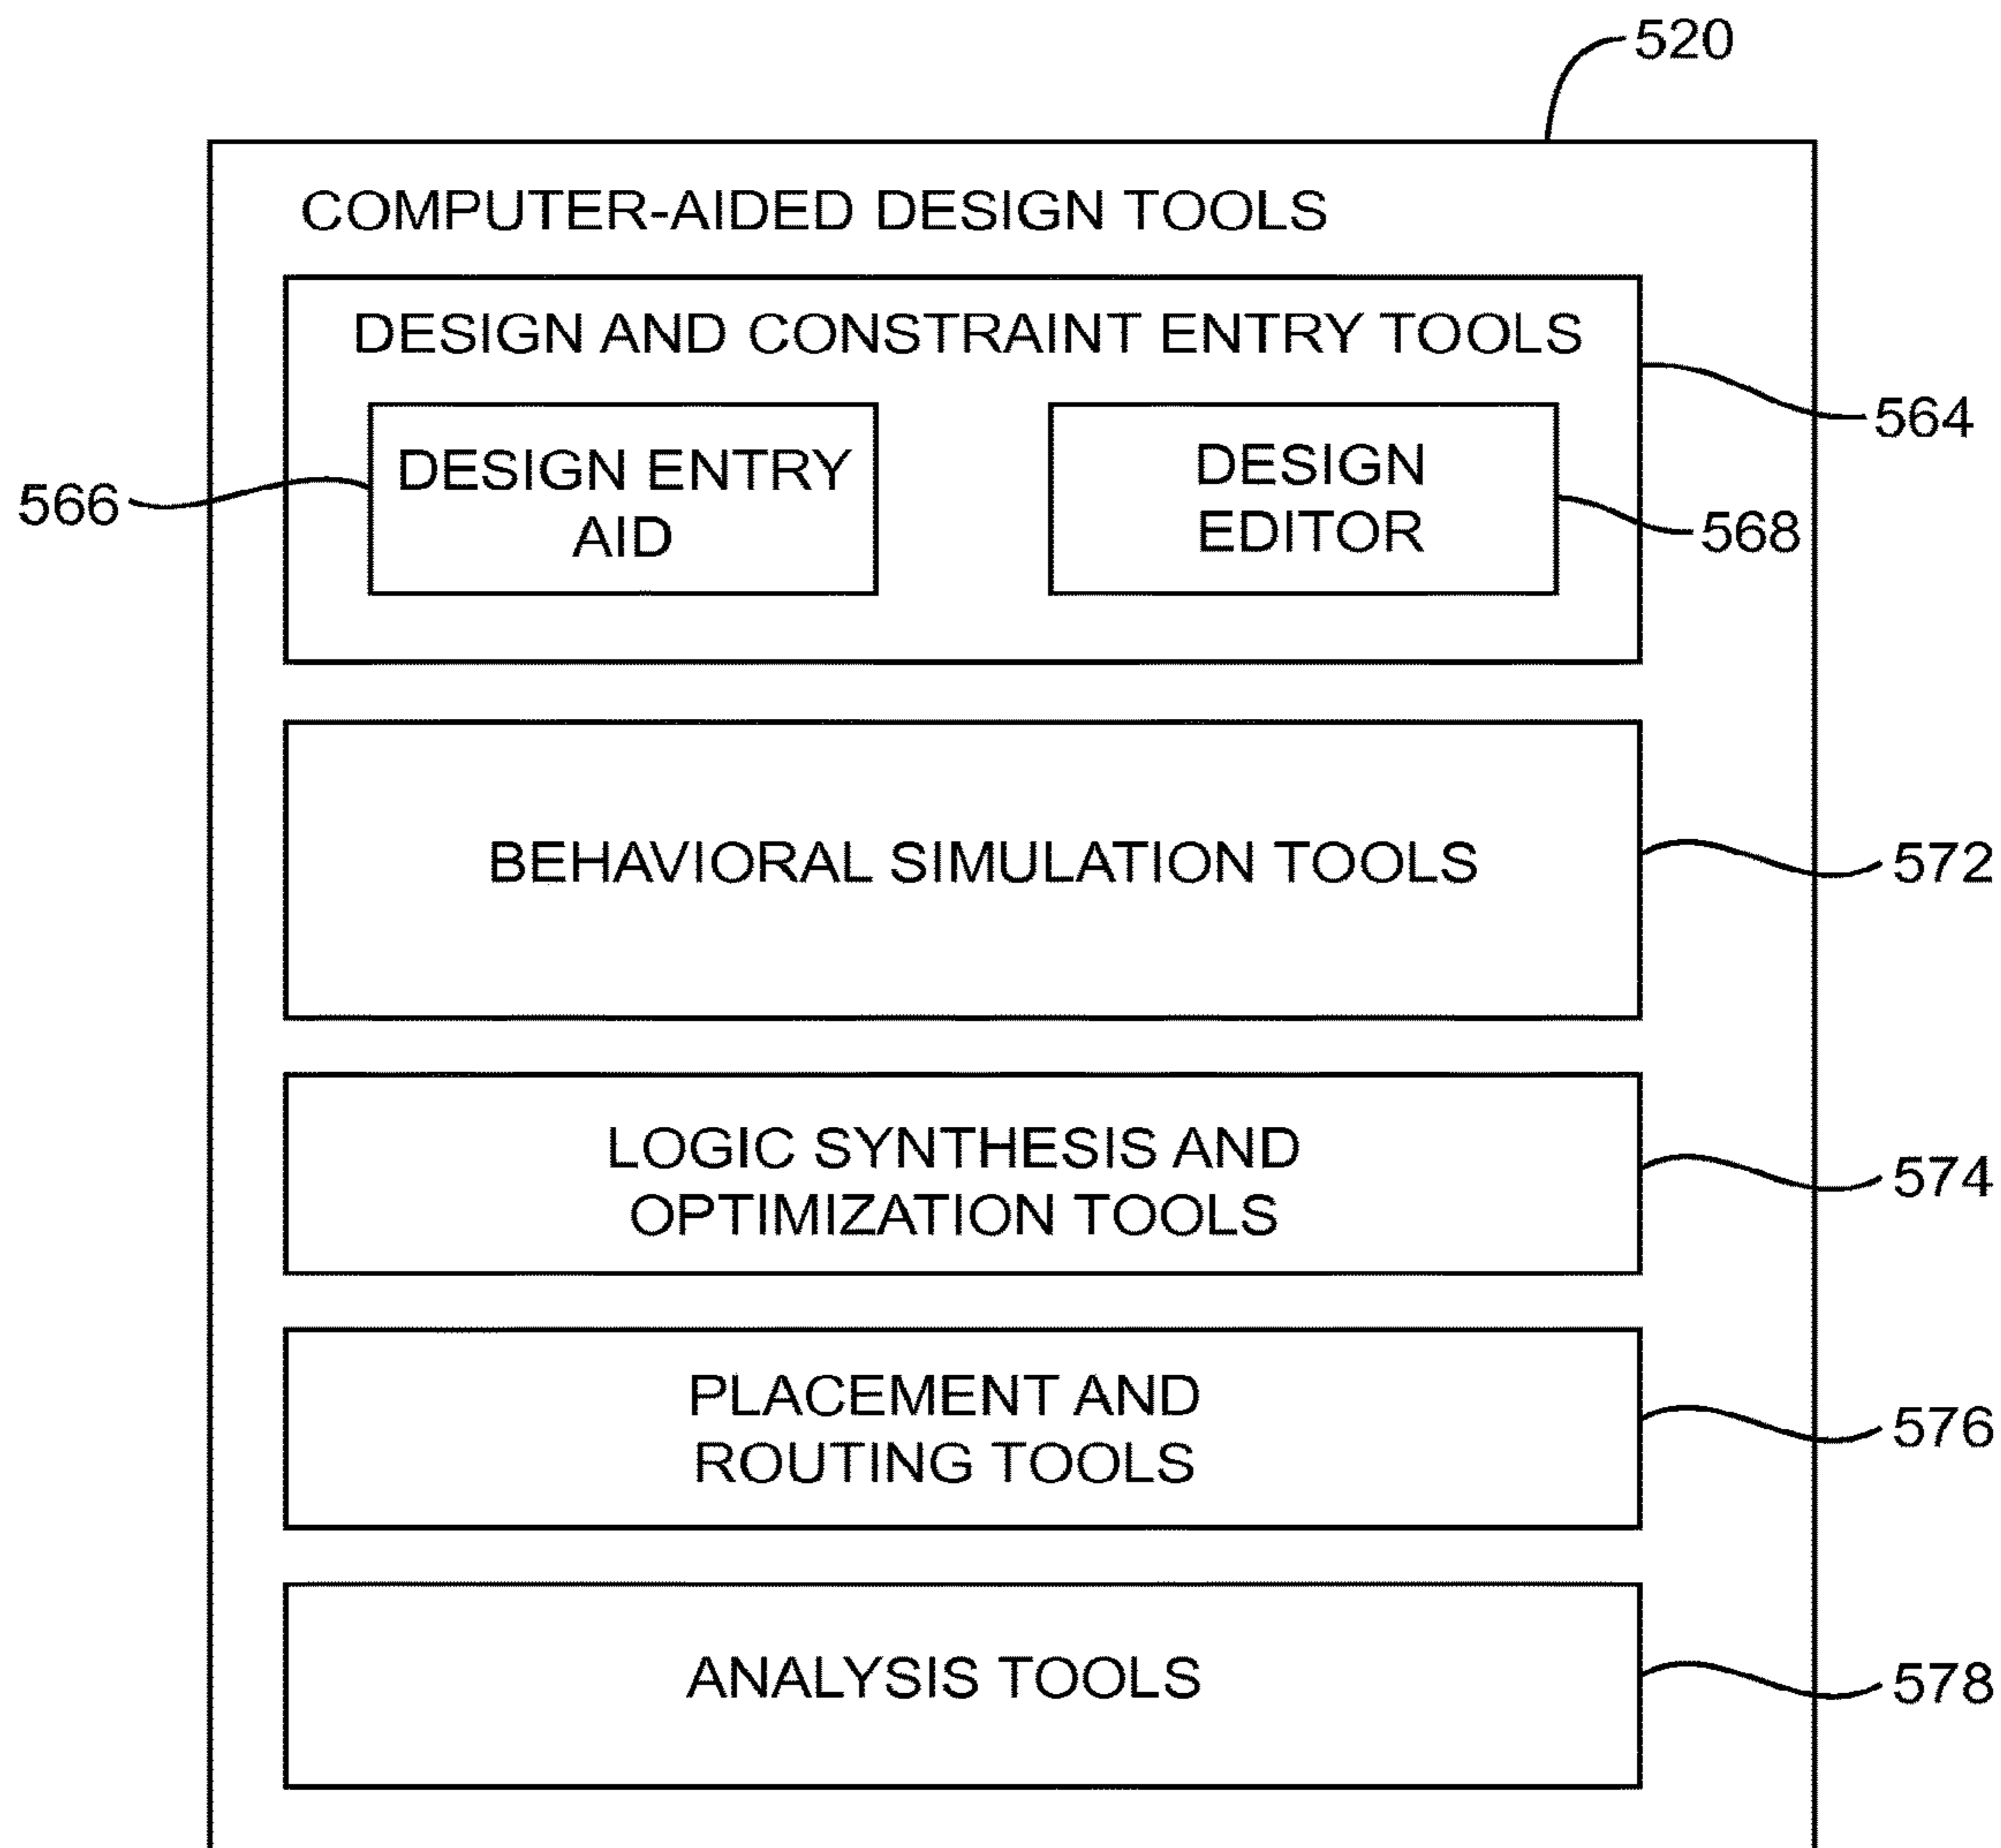 520
COMPUTER-AIDED DESIGN TOOLS
DESIGN AND CONSTRAINT ENTRY TOOLS
564
566
DESIGN ENTRY
AID
DESIGN
EDITOR
568
BEHAVIORAL SIMULATION TOOLS
572
LOGIC SYNTHESIS AND
OPTIMIZATION TOOLS
574
PLACEMENT AND
ROUTING TOOLS
576
ANALYSIS TOOLS
578